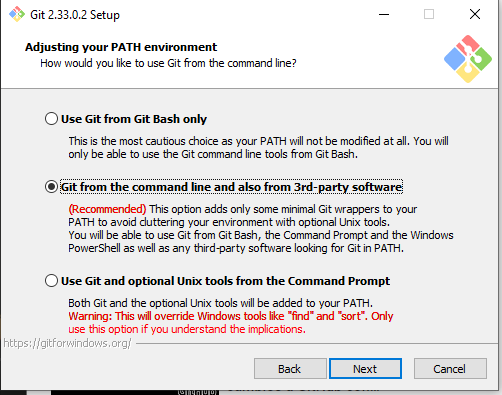 Git 2.33.0.2 Setup
Adjusting your PATH environment
How would you like to use Git from the command line?
Use Git from Git Bash only
This is the most cautious choice as your PATH will not be modified at all. You will
only be able to use the Git command line tools from Git Bash.
Git from the command line and also from 3rd-party software
(Recommended) This option adds only some minimal Git wrappers to your
PATH to avoid cluttering your environment with optional Unix tools.
You will be able to use Git from Git Bash, the Command Prompt and the Windows
PowerShell as well as any third-party software looking for Git in PATH.
Use Git and optional Unix tools from the Command Prompt
Both Git and the optional Unix tools will be added to your PATH.
Warning: This will override Windows tools like "find" and "sort". Only
use this option if you understand the implications.
https://gitforwindows.org/
Back Next Cancel